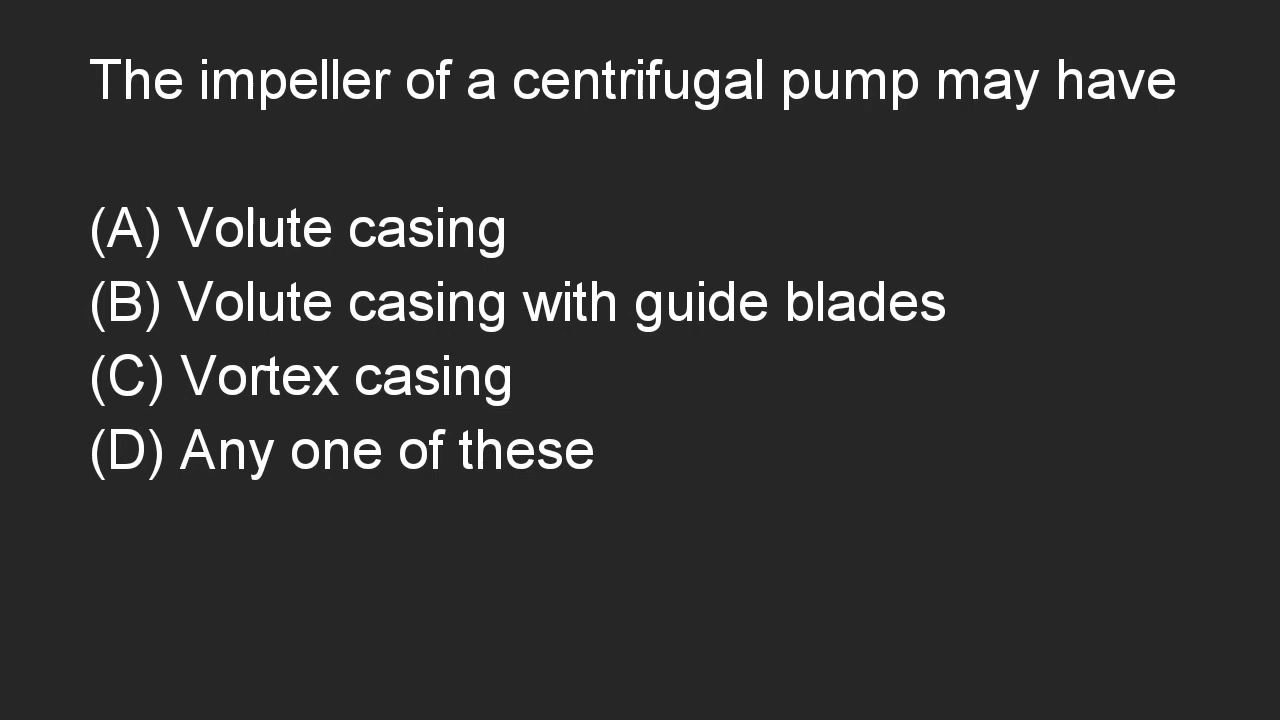 The impeller of a centrifugal pump may have
(A) Volute casing
(B) Volute casing with guide blades
(C) Vortex casing
(D) Any one of these